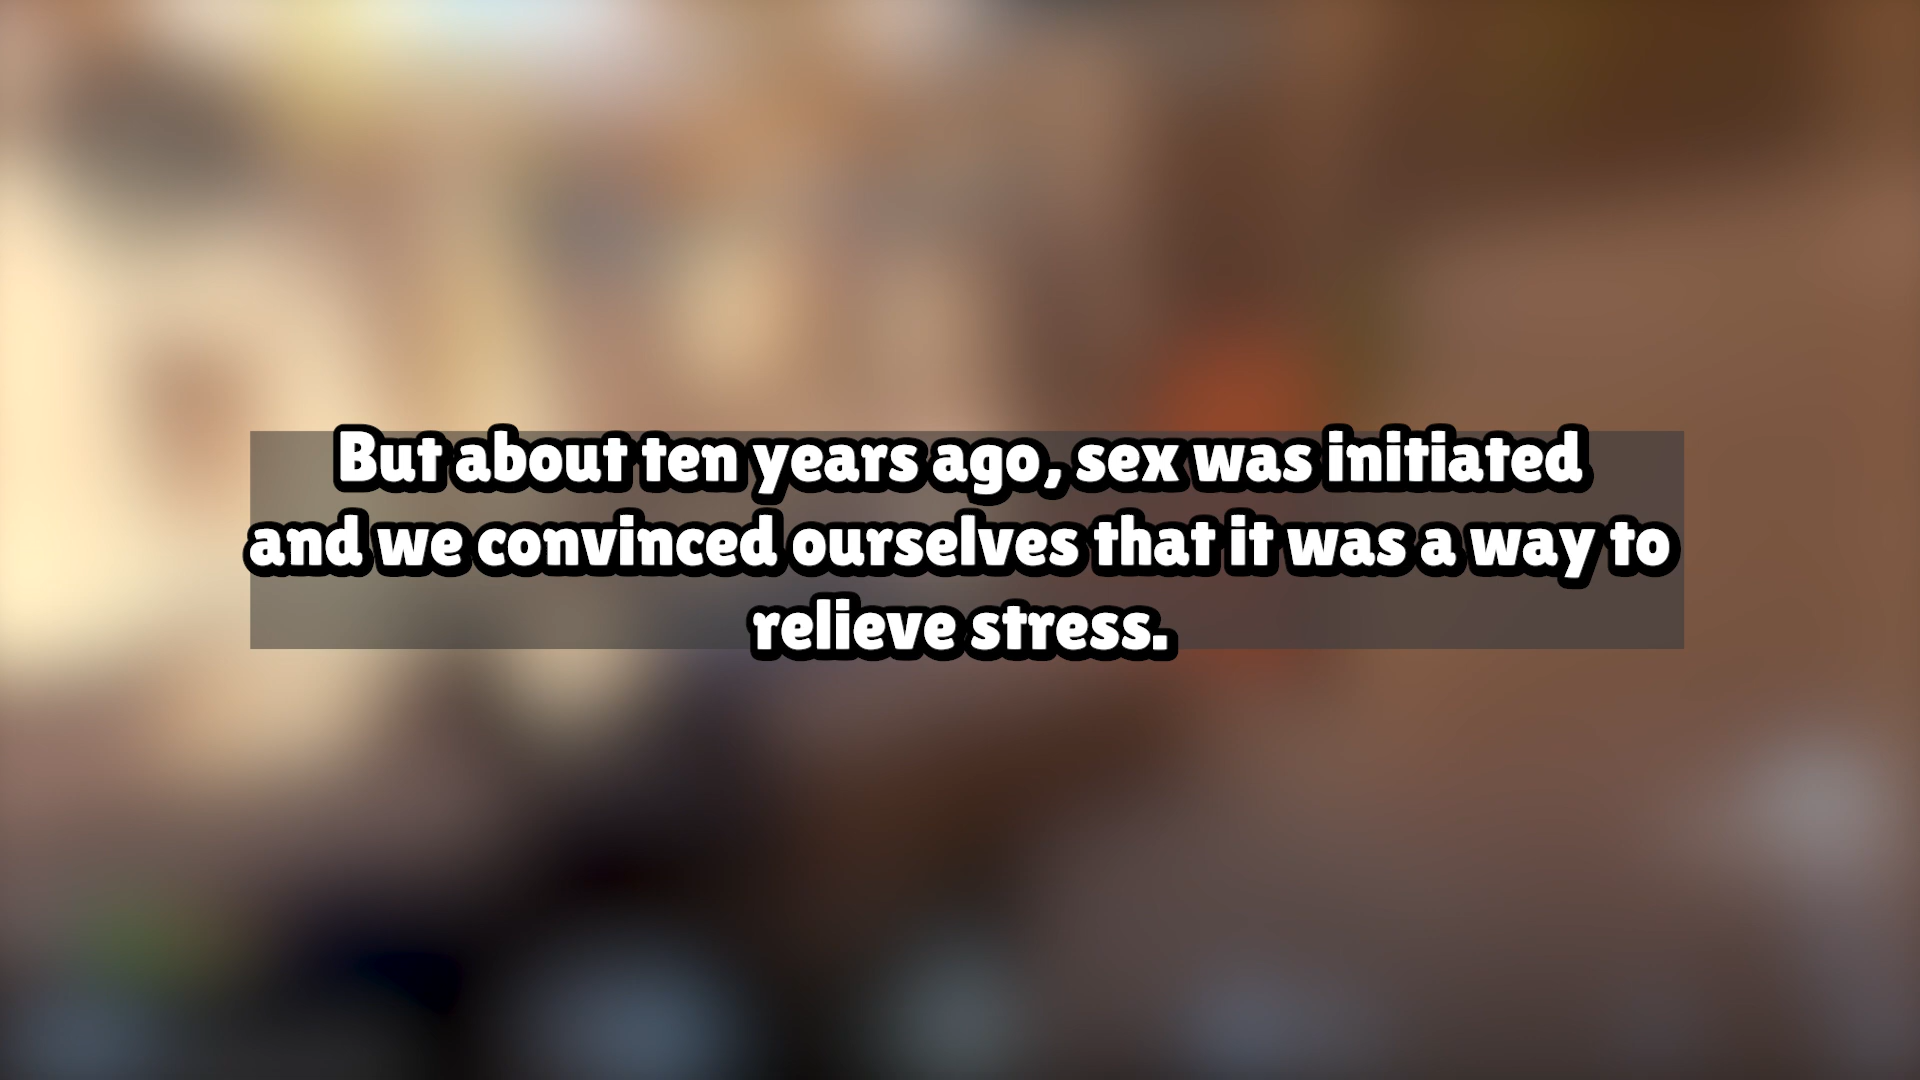 But about ten years ago, sex was initiated
and we convinced ourselves that it was a way to
relieve stress.